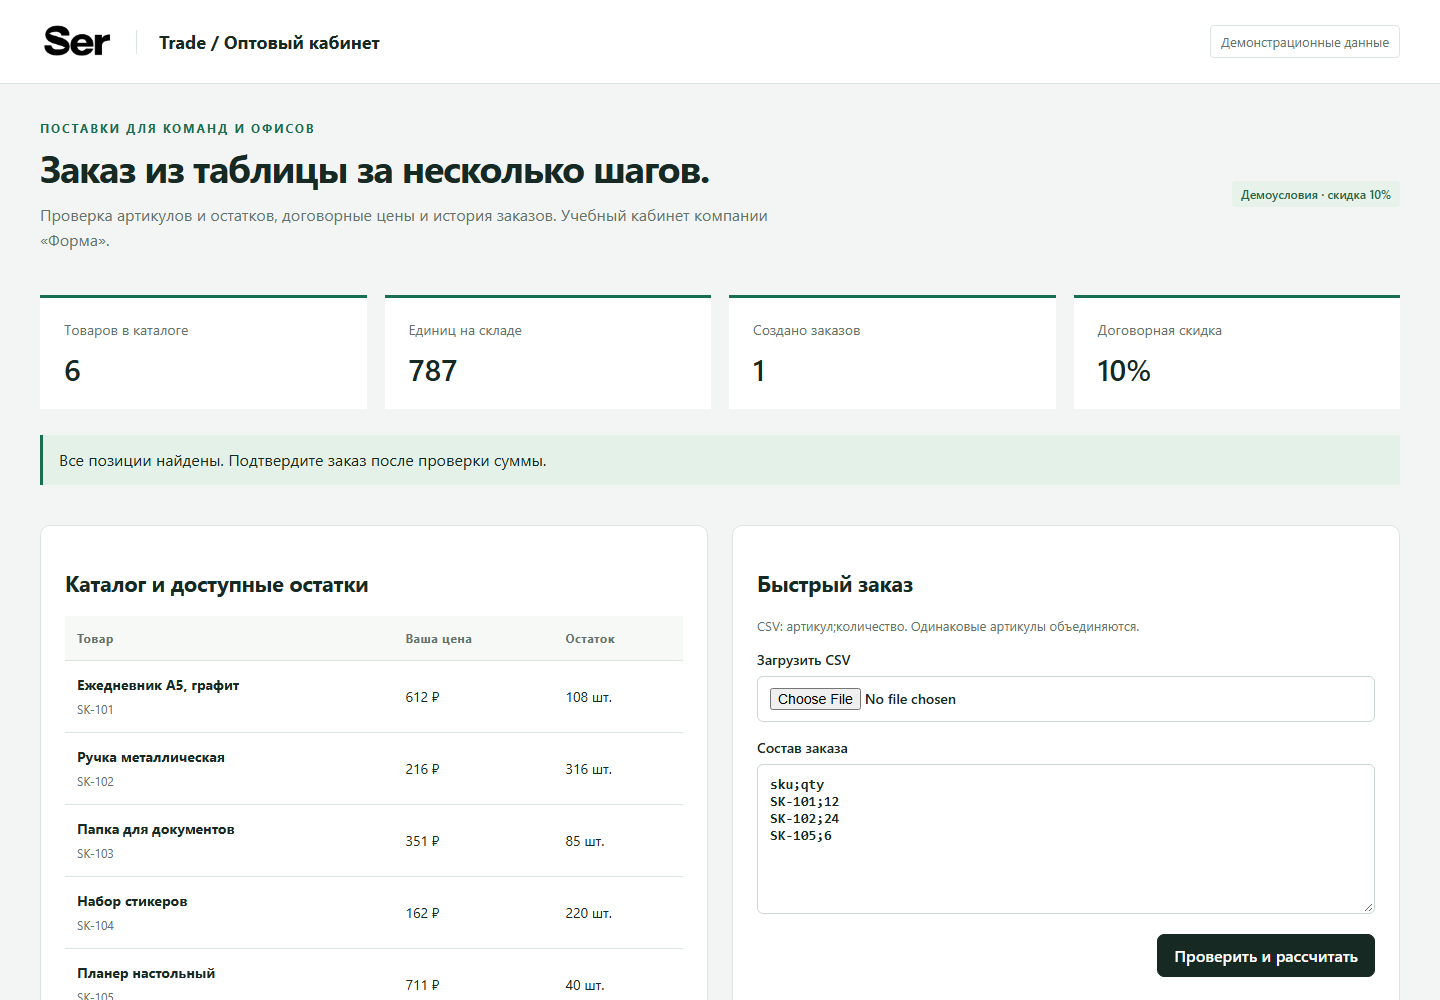 Ser
Trade / Оптовый кабинет
Демонстрационные данные
ПОСТАВКИ ДЛЯ КОМАНД И ОФИСОВ
Заказ из таблицы за несколько шагов.
Проверка артикулов и остатков, договорные цены и история заказов. Учебный кабинет компании
«Форма».
Демоусловия · скидка 10%
Товаров в каталоге
6
Единиц на складе
787
Создано заказов
1
Договорная скидка
10%
Все позиции найдены. Подтвердите заказ после проверки суммы.
Каталог и доступные остатки
Товар Ваша цена Остаток
Ежедневник A5, графит
SK-101
612 ₽ 108 шт.
Ручка металлическая
SK-102
216 ₽ 316 шт.
Папка для документов
SK-103
351 ₽ 85 шт.
Набор стикеров
SK-104
162 ₽ 220 шт.
Планер настольный
SK-105
711 ₽ 40 шт.
Быстрый заказ
CSV: артикул;количество. Одинаковые артикулы объединяются.
Загрузить CSV
Choose File No file chosen
Состав заказа
sku;qty
SK-101;12
SK-102;24
SK-105;6
Проверить и рассчитать